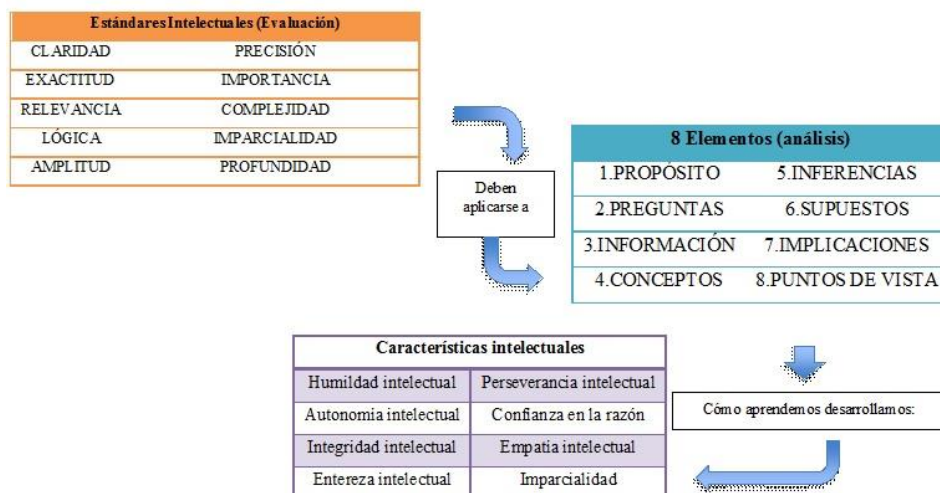 Estándares Intelectuales (Evaluación)
CLARIDAD PRECISIÓN
EXACTITUD IMPORTANCIA
RELEVANCIA COMPLEJIDAD
LÓGICA IMPARCIALIDAD
AMPLITUD PROFUNDIDAD
Deben
aplicarse a
8 Elementos (análisis)
1.PROPÓSITO 5.INFERENCIAS
2.PREGUNTAS 6.SUPUESTOS
3.INFORMACIÓN 7.IMPLICACIONES
4.CONCEPTOS 8.PUNTOS DE VISTA
Cómo aprendemos desarrollamos:
Características intelectuales
Humildad intelectual Perseverancia intelectual
Autonomia intelectual Confianza en la razón
Integridad intelectual Empatia intelectual
Entereza intelectual Imparcialidad